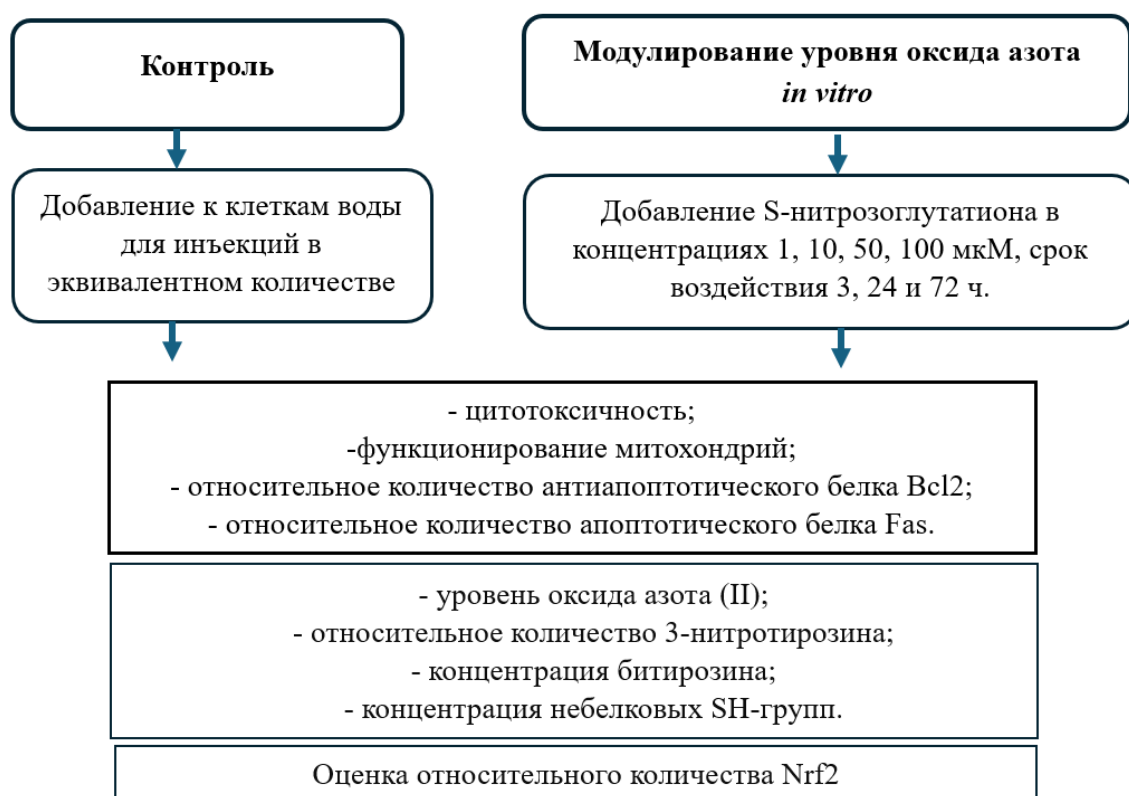 Контроль
Модулирование уровня оксида азота
in vitro
Добавление к клеткам воды
для инъекций в
эквивалентном количестве
Добавление S-нитрозоглутатиона в
концентрациях 1, 10, 50, 100 мкМ, срок
воздействия 3, 24 и 72 ч.
- цитотоксичность;
-функционирование митохондрий;
- относительное количество антиапоптотического белка Bcl2;
- относительное количество апоптотического белка Fas.
- уровень оксида азота (II);
- относительное количество 3-нитротирозина;
- концентрация битирозина;
- концентрация небелковых SH-групп.
Оценка относительного количества Nrf2